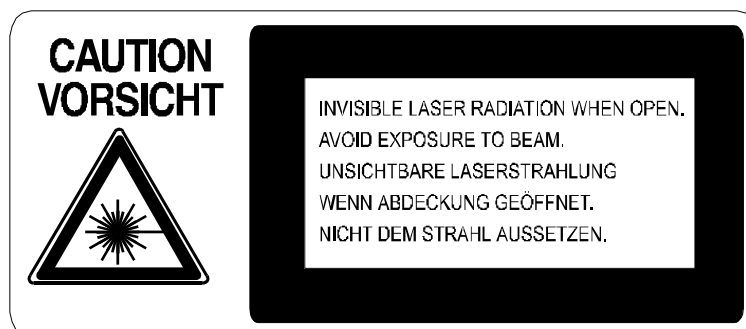 CAUTION
VORSICHT
INVISIBLE LASER RADIATION WHEN OPEN.
AVOID EXPOSURE TO BEAM.
UNSICHTBARE LASERSTRAHLUNG
WENN ABDECKUNG GEÖFFNET.
NICHT DEM STRAHL AUSSETZEN.